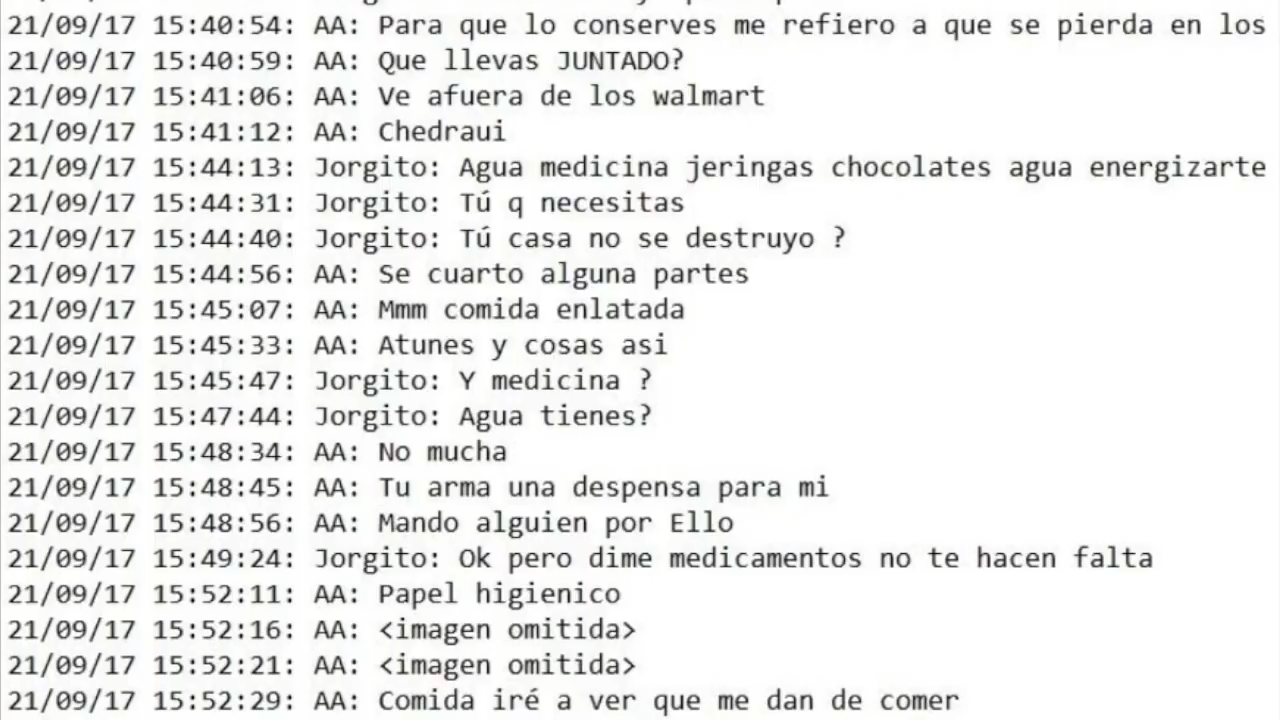 21/09/17 15:40:54: AA: Para que lo conserves me refiero a que se pierda en los
21/09/17 15:40:59: AA: Que llevas JUNTADO?
21/09/17 15:41:06: AA: Ve afuera de los walmart
21/09/17 15:41:12: AA: Chedraui
21/09/17 15:44:13: Jorgito: Agua medicina jeringas chocolates agua energizarte
21/09/17 15:44:31: Jorgito: Tú q necesitas
21/09/17 15:44:40: Jorgito: Tú casa no se destruyo ?
21/09/17 15:44:56: AA: Se cuarto alguna partes
21/09/17 15:45:07: AA: Mmm comida enlatada
21/09/17 15:45:33: AA: Atunes y cosas asi
21/09/17 15:45:47: Jorgito: Y medicina ?
21/09/17 15:47:44: Jorgito: Agua tienes?
21/09/17 15:48:34: AA: No mucha
21/09/17 15:48:45: AA: Tu arma una despensa para mi
21/09/17 15:48:56: AA: Mando alguien por Ello
21/09/17 15:49:24: Jorgito: Ok pero dime medicamentos no te hacen falta
21/09/17 15:52:11: AA: Papel higienico
21/09/17 15:52:16: AA: <imagen omitida>
21/09/17 15:52:21: AA: <imagen omitida>
21/09/17 15:52:29: AA: Comida iré a ver que me dan de comer